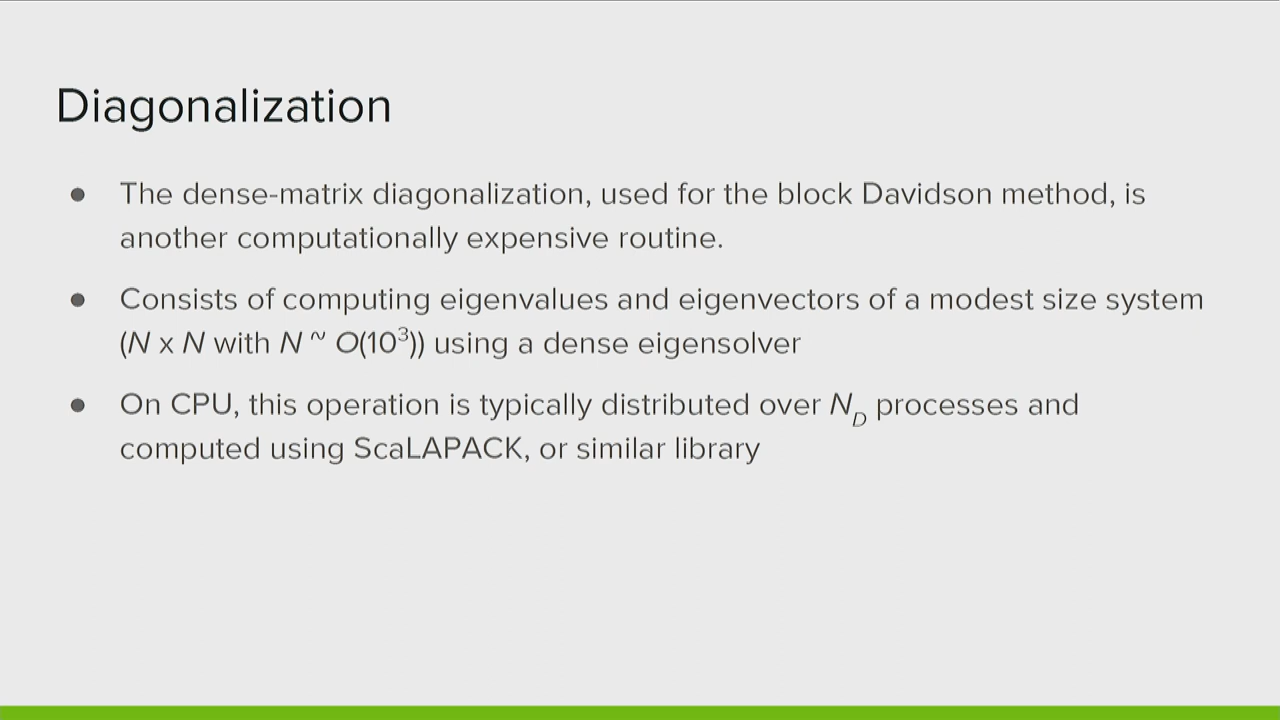 Diagonalization
● The dense-matrix diagonalization, used for the block Davidson method, is
another computationally expensive routine.
● Consists of computing eigenvalues and eigenvectors of a modest size system
(N x N with N ~ O(10³)) using a dense eigensolver
● On CPU, this operation is typically distributed over N_D processes and
computed using ScaLAPACK, or similar library